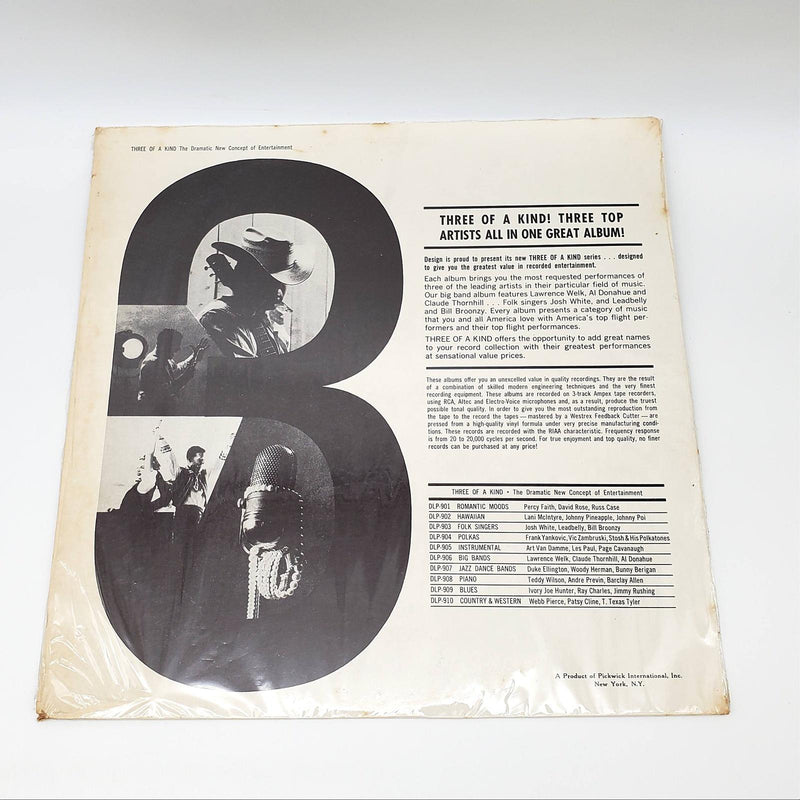 THREE OF A KIND The Dramatic New Concept of Entertainment
THREE OF A KIND! THREE TOP
ARTISTS ALL IN ONE GREAT ALBUM!
Design is proud to present its new THREE OF A KIND series . . . designed
to give you the greatest value in recorded entertainment.
Each album brings you the most requested performances of
three of the leading artists in their particular field of music.
Our big band album features Lawrence Welk, Al Donahue and
Claude Thornhill . . . Folk singers Josh White, and Leadbelly
and Bill Broonzy. Every album presents a category of music
that you and all America love with America's top flight per-
formers and their top flight performances.
THREE OF A KIND offers the opportunity to add great names
to your record collection with their greatest performances
at sensational value prices.
These albums offer you an unexcelled value in quality recordings. They are the result
of a combination of skilled modern engineering techniques and the very finest
recording equipment. These albums are recorded on 3-track Ampex tape recorders,
using RCA, Altec and Electro-Voice microphones and, as a result, produce the truest
possible tonal quality. In order to give you the most outstanding reproduction from
the tape to the record the tapes — mastered by a Westrex Feedback Cutter — are
pressed from a high-quality vinyl formula under very precise manufacturing condi-
tions. These records are recorded with the RIAA characteristic. Frequency response
is from 20 to 20,000 cycles per second. For true enjoyment and top quality, no finer
records can be purchased at any price!
THREE OF A KIND • The Dramatic New Concept of Entertainment
DLP-901 ROMANTIC MOODS Percy Faith, David Rose, Russ Case
DLP-902 HAWAIIAN Lani McIntyre, Johnny Pineapple, Johnny Poi
DLP-903 FOLK SINGERS Josh White, Leadbelly, Bill Broonzy
DLP-904 POLKAS Frank Yankovic, Vic Zambruski, Stosh & His Polkatones
DLP-905 INSTRUMENTAL Art Van Damme, Les Paul, Page Cavanaugh
DLP-906 BIG BANDS Lawrence Welk, Claude Thornhill, Al Donahue
DLP-907 JAZZ DANCE BANDS Duke Ellington, Woody Herman, Bunny Berigan
DLP-908 PIANO Teddy Wilson, Andre Previn, Barclay Allen
DLP-909 BLUES Ivory Joe Hunter, Ray Charles, Jimmy Rushing
DLP-910 COUNTRY & WESTERN Webb Pierce, Patsy Cline, T. Texas Tyler
A Product of Pickwick International, Inc.
New York, N.Y.